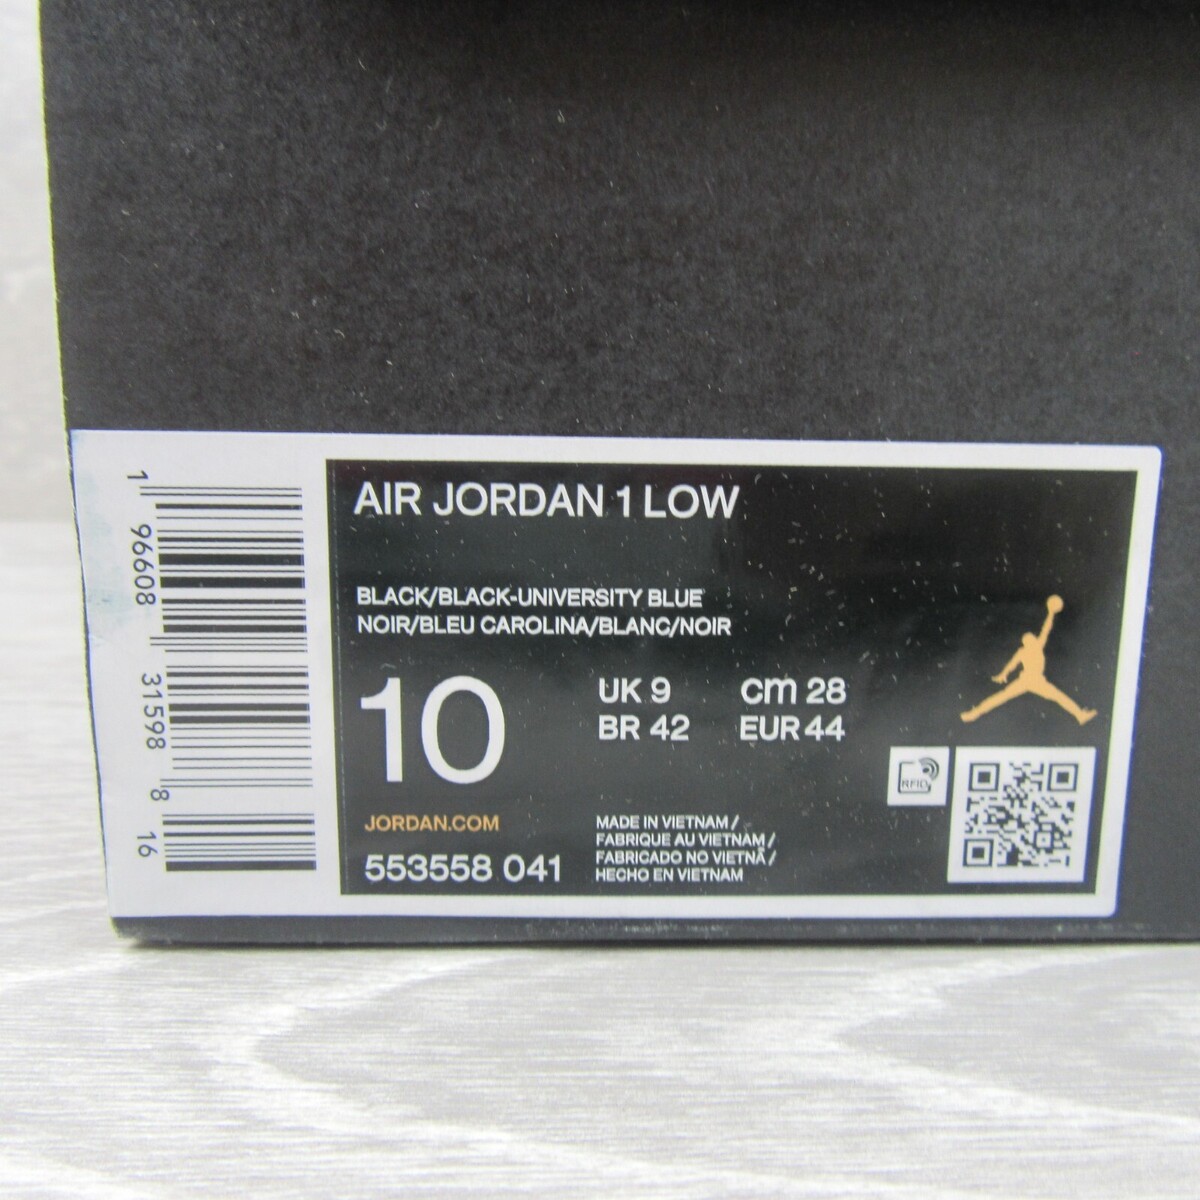 AIR JORDAN 1 LOW
BLACK/BLACK-UNIVERSITY BLUE
NOIR/BLEU CAROLINA/BLANC/NOIR
10
UK 9
cm 28
BR 42
EUR 44
JORDAN.COM
553558 041
MADE IN VIETNAM /
FABRIQUE AU VIETNAM /
FABRICADO NO VIETNÃ /
HECHO EN VIETNAM
RFID
1 96608 31598 8 16